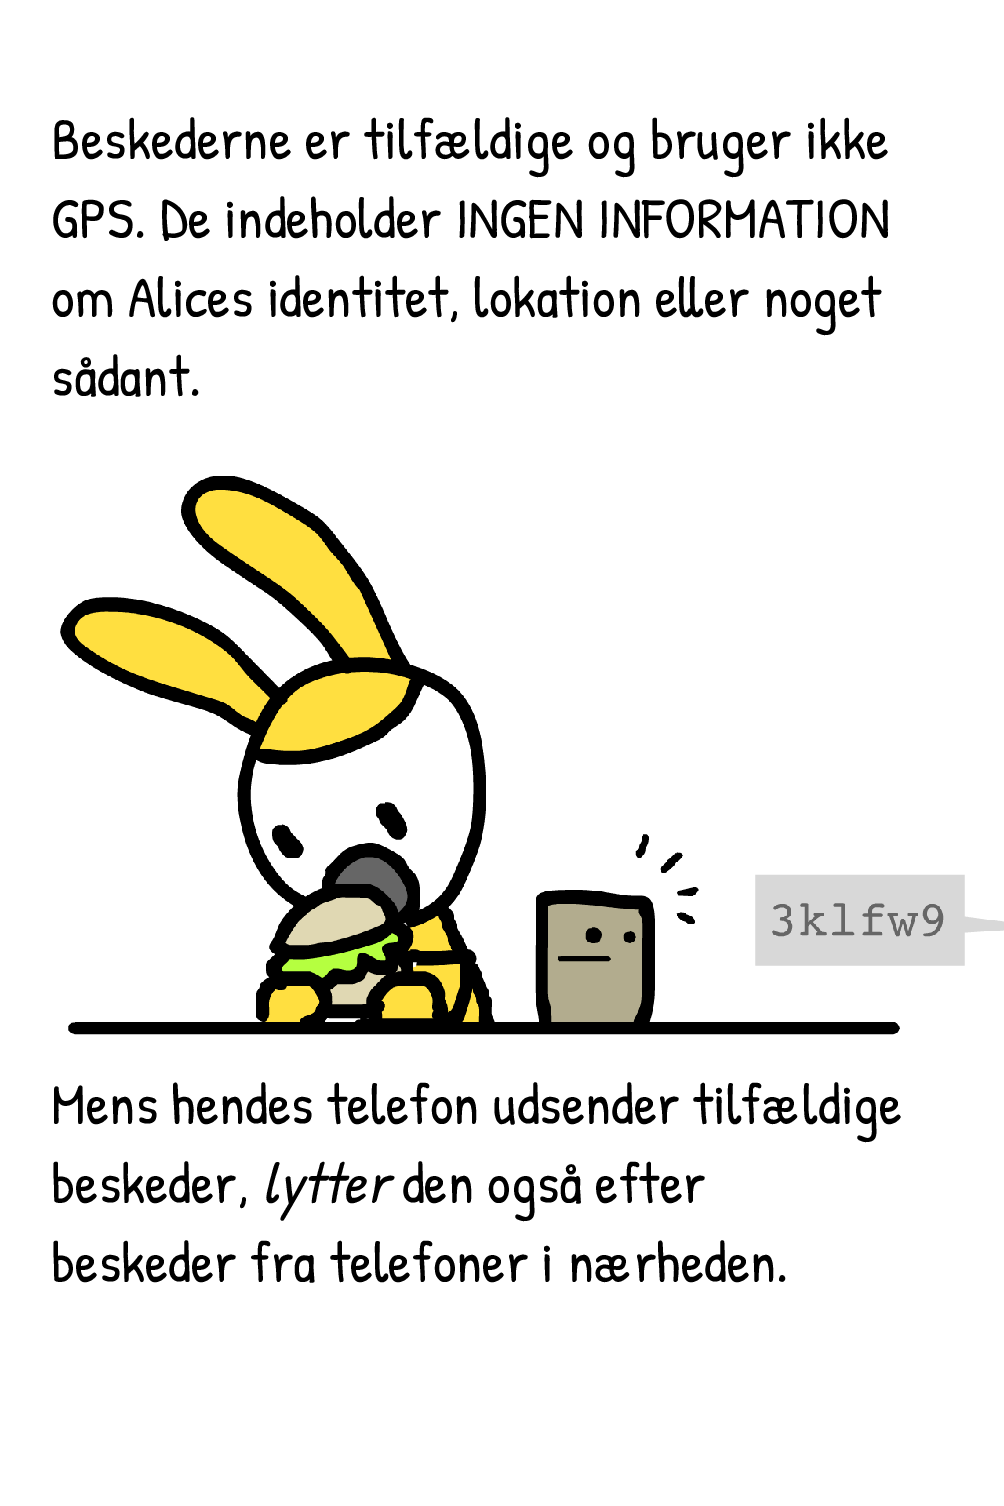 Beskederne er tilfældige og bruger ikke
GPS. De indeholder INGEN INFORMATION
om Alices identitet, lokation eller noget
sådant.
3klfw9
Mens hendes telefon udsender tilfældige
beskeder, lytter den også efter
beskeder fra telefoner i nærheden.